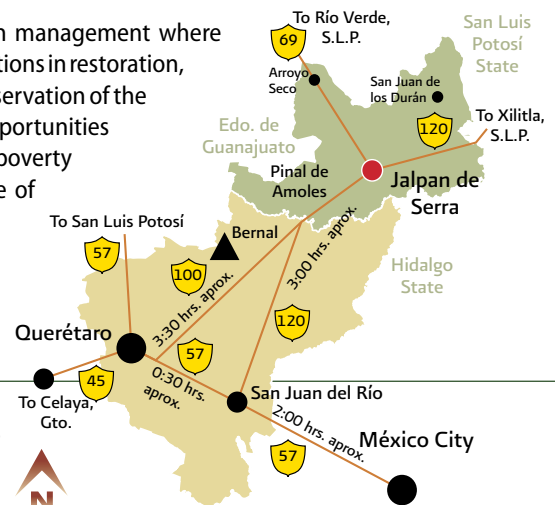 n management where
tions in restoration,
servation of the
pportunities
poverty
e of
To Río Verde,
S.L.P.
69
San Luis
Potosí
State
Arroyo
Seco
San Juan de
los Durán
120
To Xilitla,
S.L.P.
Edo. de
Guanajuato
Pinal de
Amoles
Jalpan de
Serra
To San Luis Potosí
57
Bernal
100
3:30 hrs. aprox.
3:00 hrs. aprox.
Hidalgo
State
120
Querétaro
57
0:30 hrs.
aprox.
45
To Celaya,
Gto.
San Juan del Río
2:00 hrs. aprox.
México City
57
N